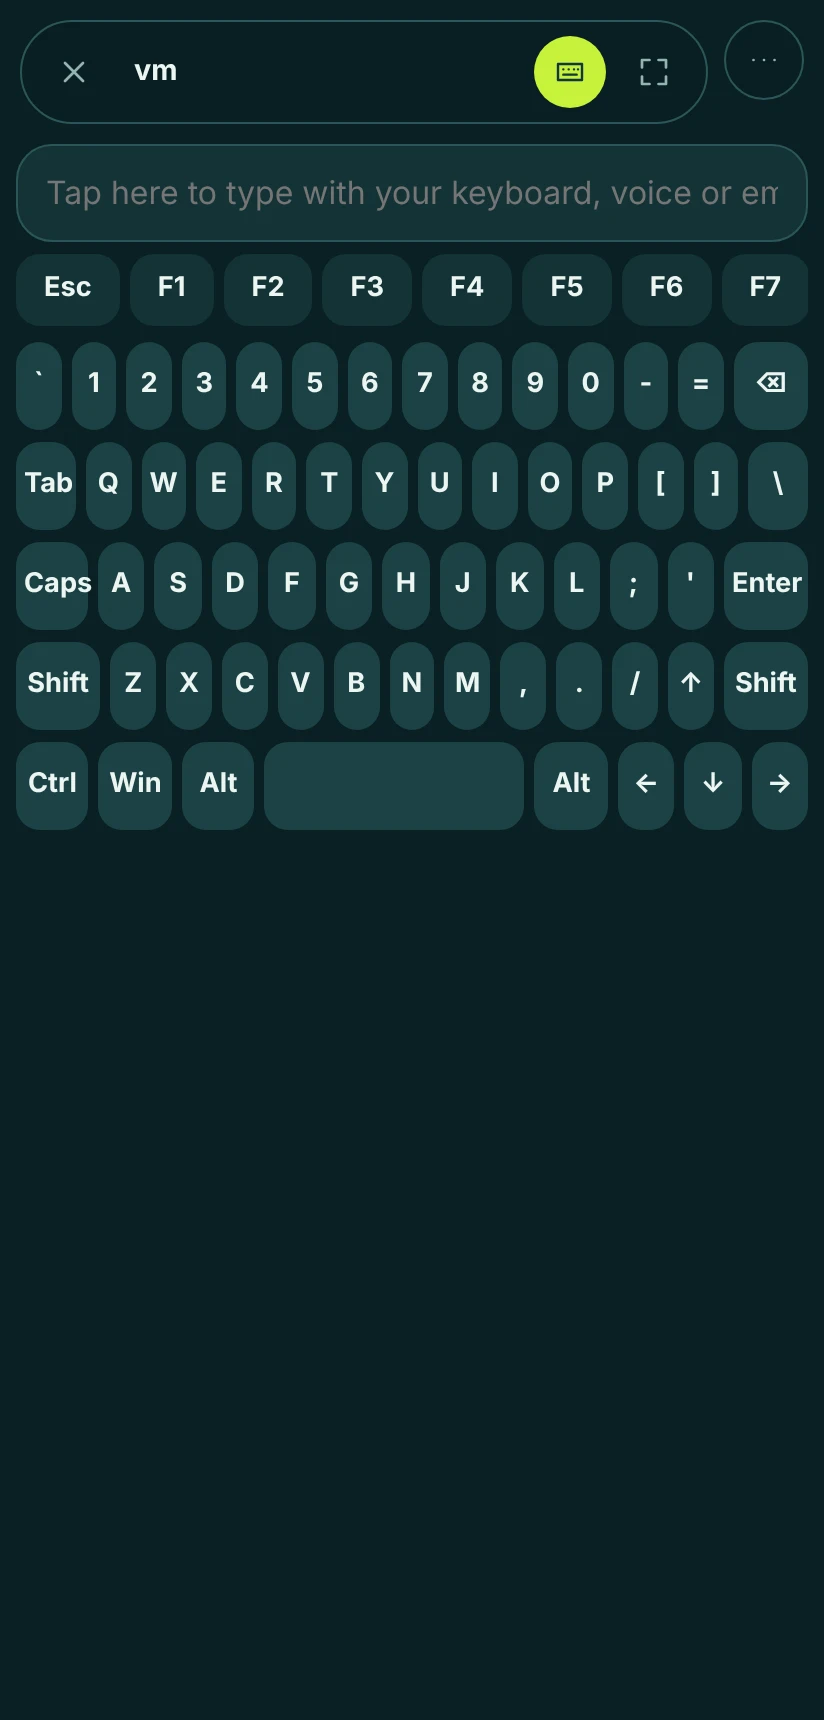 vm
...
Tap here to type with your keyboard, voice or em
Esc F1 F2 F3 F4 F5 F6 F7
` 1 2 3 4 5 6 7 8 9 0 - =
Tab Q W E R T Y U I O P [ ] \
Caps A S D F G H J K L ; ' Enter
Shift Z X C V B N M , . / ↑ Shift
Ctrl Win Alt Alt ← ↓ →